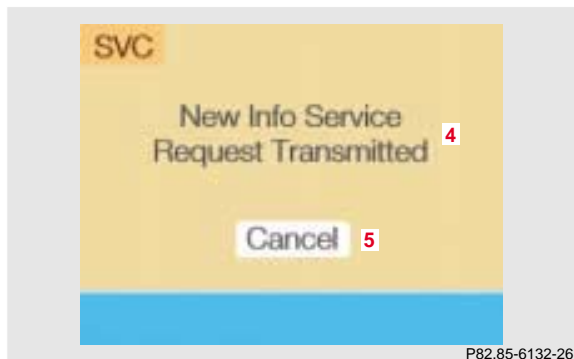 SVC
New Info Service
Request Transmitted 4
Cancel 5
P82.85-6132-26